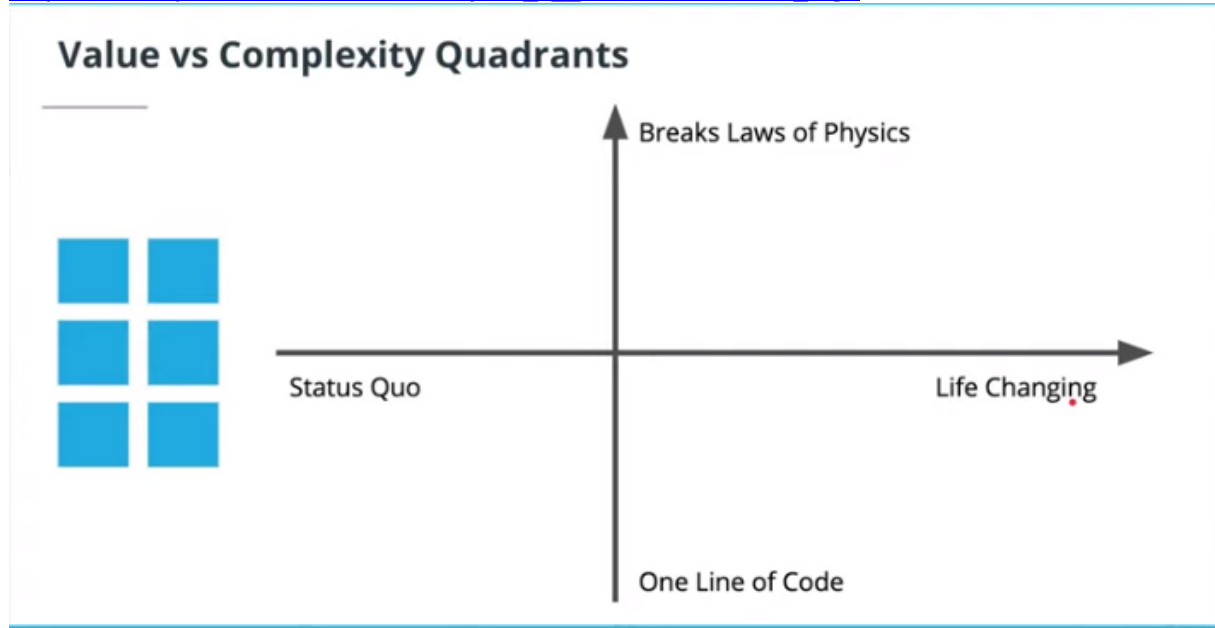 Value vs Complexity Quadrants
Breaks Laws of Physics
Status Quo
Life Changing
One Line of Code